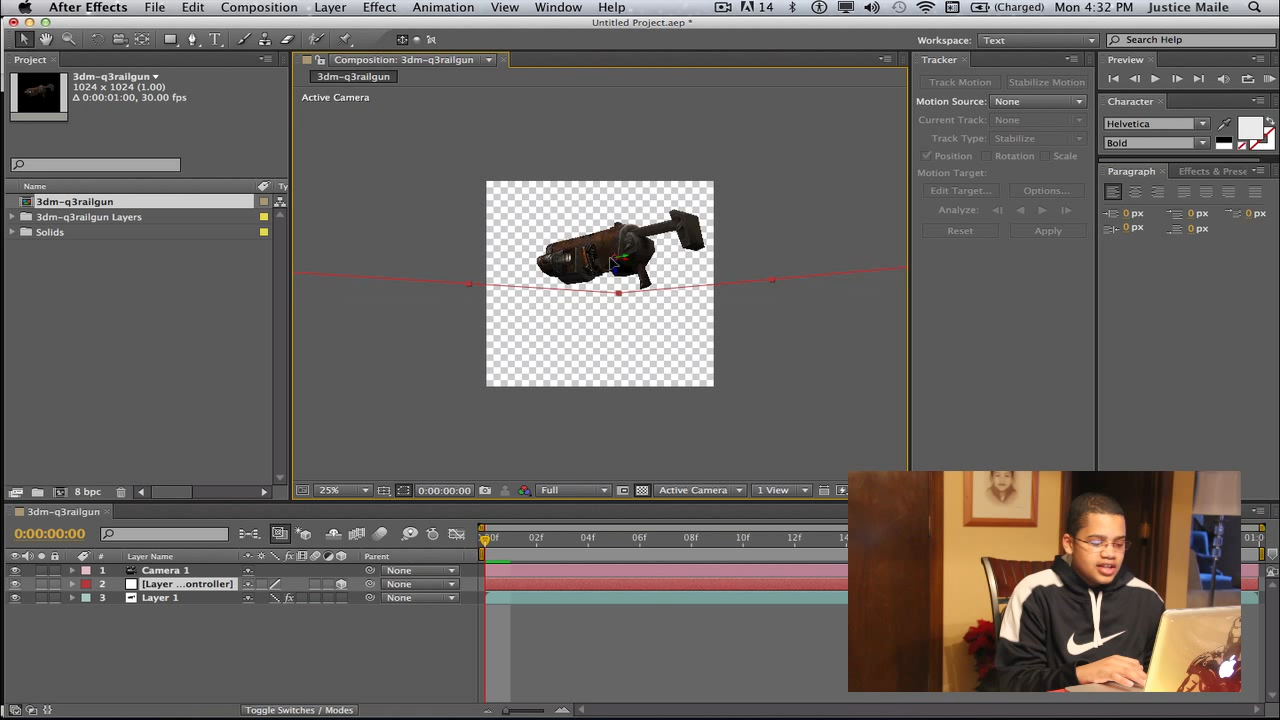 After Effects File Edit Composition Layer Effect Animation View Window Help 14 (Charged) Mon 4:32 PM Justice Maile
Untitled Project.aep *
Workspace: Text Search Help
Project Composition: 3dm-q3railgun Tracker Preview
3dm-q3railgun
1024 x 1024 (1.00)
Δ 0:00:01:00, 30.00 fps
3dm-q3railgun
Active Camera
Track Motion Stabilize Motion
Motion Source: None
Current Track: None
Track Type: Stabilize
Position Rotation Scale
Motion Target:
Edit Target... Options...
Analyze:
Reset Apply
Character
Helvetica
Bold
Paragraph Effects & Prese
0 px 0 px 0 px
0 px 0 px
Name Ty
3dm-q3railgun
3dm-q3railgun Layers
Solids
8 bpc
25% 0:00:00:00 Full Active Camera 1 View
3dm-q3railgun
0:00:00:00
02f 04f 06f 08f 10f 12f
# Layer Name Parent
1 Camera 1 None
2 [Layer ...ontroller] None
3 Layer 1 None
Toggle Switches / Modes